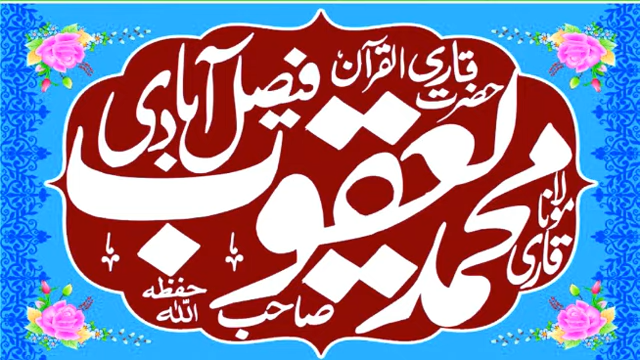 حضرت قاری القرآن
مولانا قاری
محمد یعقوب
فیصل آبادی
صاحب
حفظہ اللہ